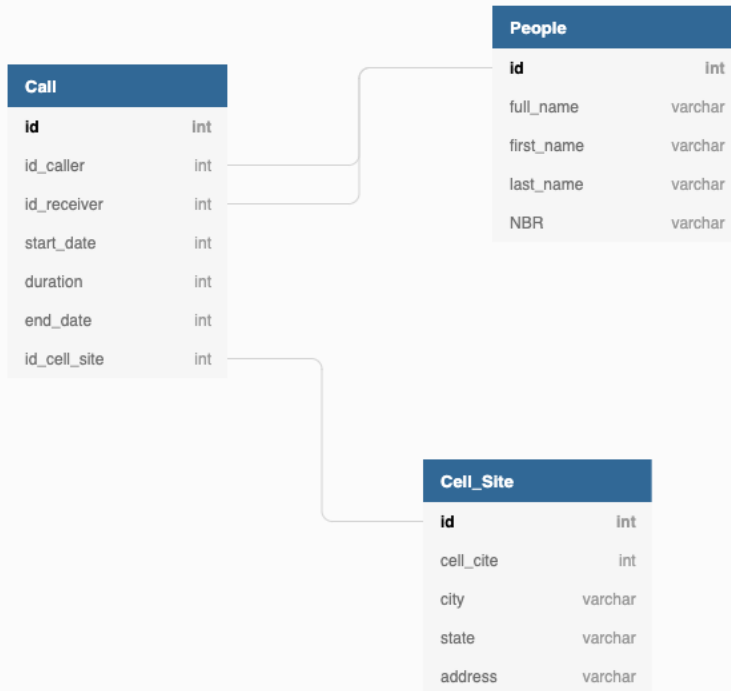 People
id int
full_name varchar
first_name varchar
last_name varchar
NBR varchar
Call
id int
id_caller int
id_receiver int
start_date int
duration int
end_date int
id_cell_site int
Cell_Site
id int
cell_cite int
city varchar
state varchar
address varchar